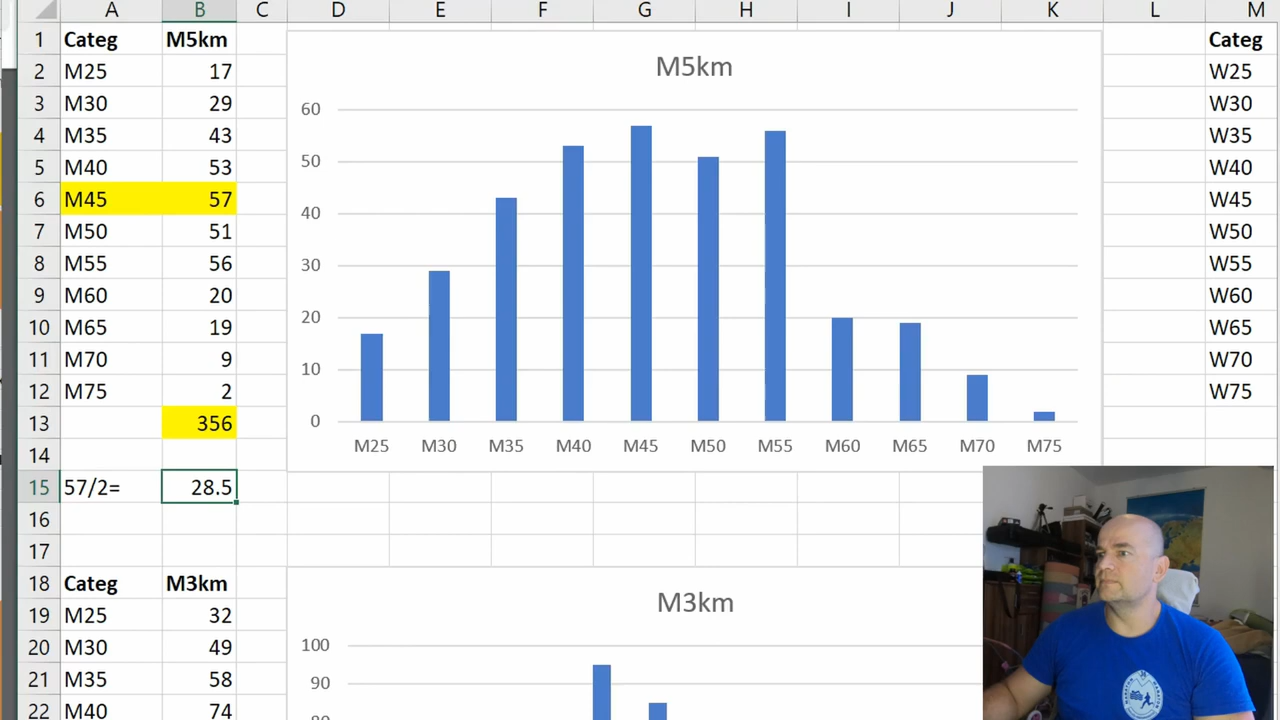 A B C D E F G H I J K L M
1 Categ M5km Categ
2 M25 17 W25
3 M30 29 W30
4 M35 43 W35
5 M40 53 W40
6 M45 57 W45
7 M50 51 W50
8 M55 56 W55
9 M60 20 W60
10 M65 19 W65
11 M70 9 W70
12 M75 2 W75
13 356
14
15 57/2= 28.5
16
17
18 Categ M3km
19 M25 32
20 M30 49
21 M35 58
22 M40 74
M5km
60
50
40
30
20
10
0
M25 M30 M35 M40 M45 M50 M55 M60 M65 M70 M75
M3km
100
90